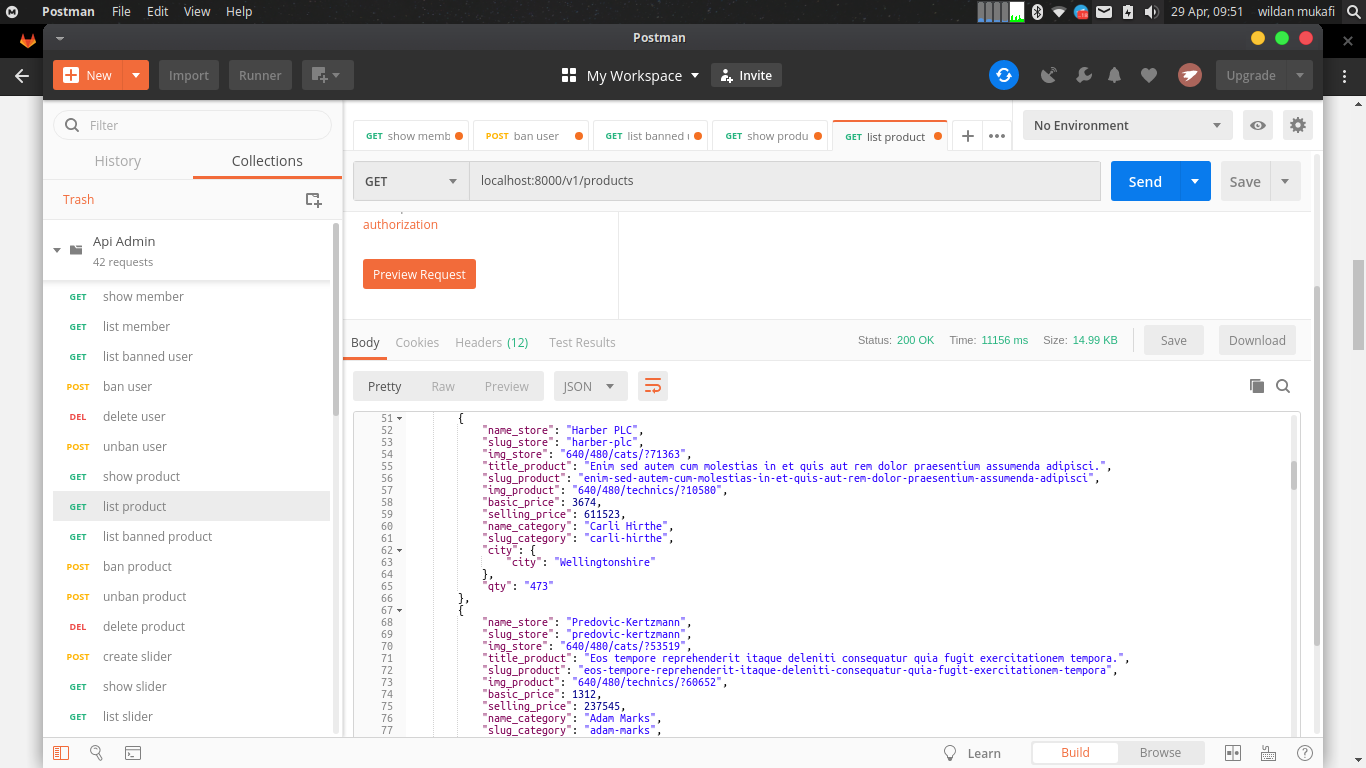 Postman File Edit View Help 29 Apr, 09:51 wildan mukafi
Postman
New Import Runner My Workspace Invite Upgrade
Filter
History Collections
Trash
Api Admin
42 requests
GET show member
GET list member
GET list banned user
POST ban user
DEL delete user
POST unban user
GET show product
GET list product
GET list banned product
POST ban product
POST unban product
DEL delete product
POST create slider
GET show slider
GET list slider
GET show memb POST ban user GET list banned GET show produ GET list product + ••• No Environment
GET localhost:8000/v1/products Send Save
authorization
Preview Request
Body Cookies Headers (12) Test Results Status: 200 OK Time: 11156 ms Size: 14.99 KB Save Download
Pretty Raw Preview JSON
51 {
52 "name_store": "Harber PLC",
53 "slug_store": "harber-plc",
54 "img_store": "640/480/cats/?71363",
55 "title_product": "Enim sed autem cum molestias in et quis aut rem dolor praesentium assumenda adipisci.",
56 "slug_product": "enim-sed-autem-cum-molestias-in-et-quis-aut-rem-dolor-praesentium-assumenda-adipisci",
57 "img_product": "640/480/technics/?10580",
58 "basic_price": 3674,
59 "selling_price": 611523,
60 "name_category": "Carli Hirthe",
61 "slug_category": "carli-hirthe",
62 "city": {
63 "city": "Wellingtonshire"
64 },
65 "qty": "473"
66 },
67 {
68 "name_store": "Predovic-Kertzmann",
69 "slug_store": "predovic-kertzmann",
70 "img_store": "640/480/cats/?53519",
71 "title_product": "Eos tempore reprehenderit itaque deleniti consequatur quia fugit exercitationem tempora.",
72 "slug_product": "eos-tempore-reprehenderit-itaque-deleniti-consequatur-quia-fugit-exercitationem-tempora",
73 "img_product": "640/480/technics/?60652",
74 "basic_price": 1312,
75 "selling_price": 237545,
76 "name_category": "Adam Marks",
77 "slug_category": "adam-marks",
Learn Build Browse